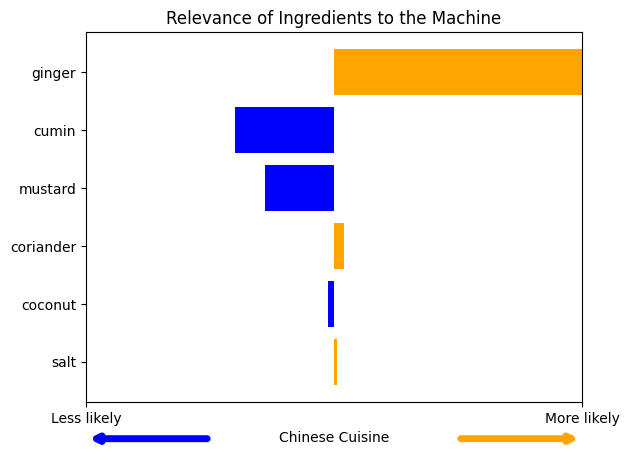 Relevance of Ingredients to the Machine
ginger
cumin
mustard
coriander
coconut
salt
Less likely
More likely
Chinese Cuisine